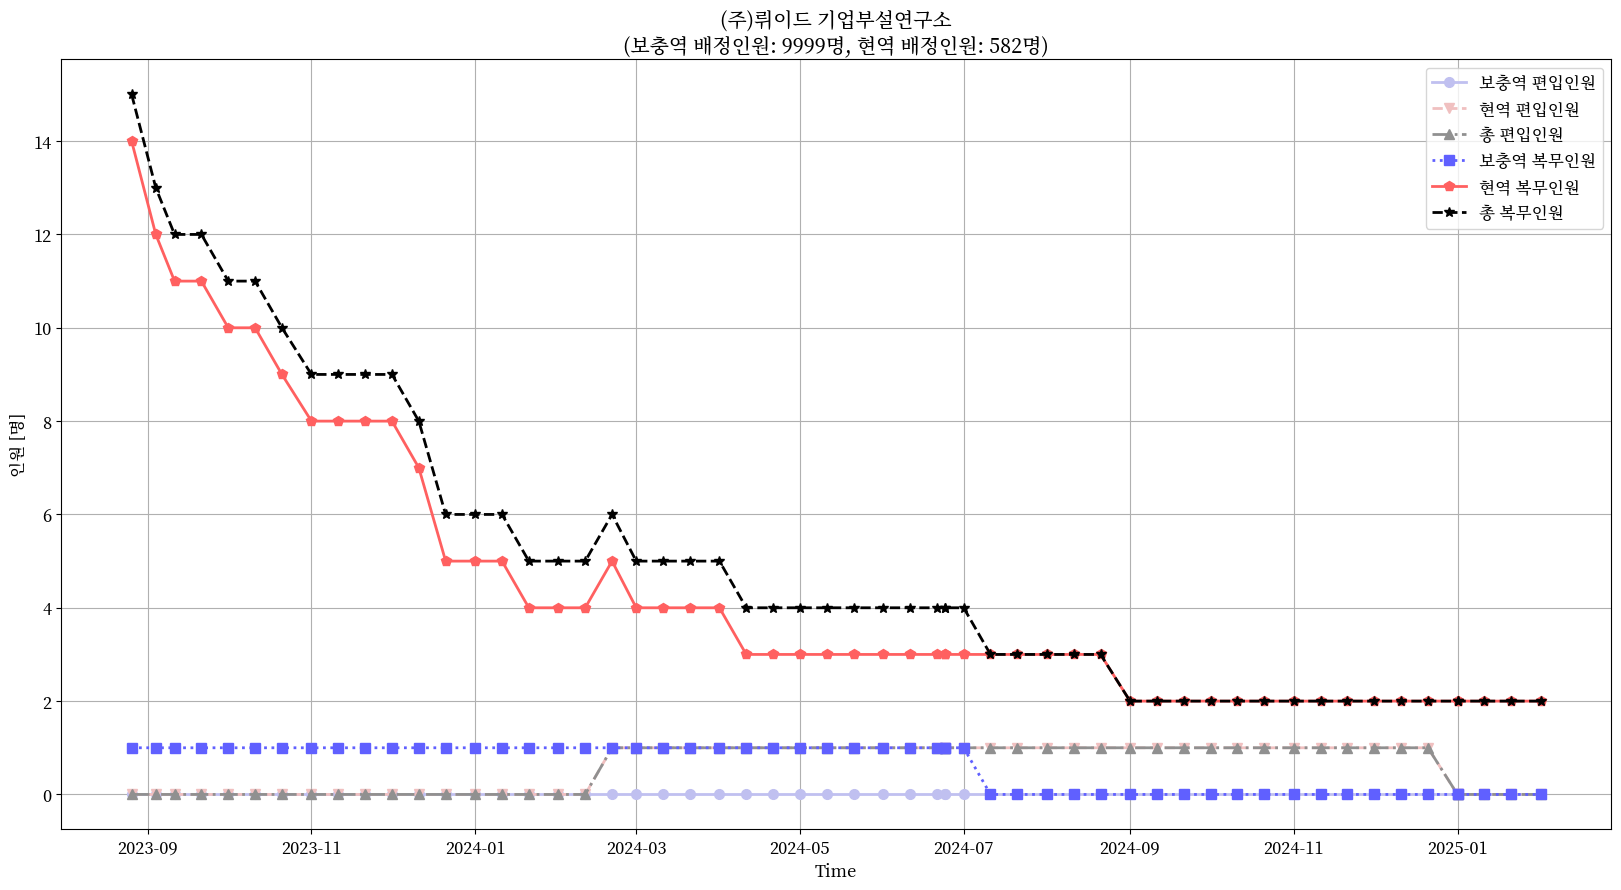 (주)뤼이드 기업부설연구소
(보충역 배정인원: 9999명, 현역 배정인원: 582명)
보충역 편입인원
현역 편입인원
총 편입인원
보충역 복무인원
현역 복무인원
총 복무인원
인원 [명]
14
12
10
8
6
4
2
0
2023-09
2023-11
2024-01
2024-03
2024-05
2024-07
2024-09
2024-11
2025-01
Time